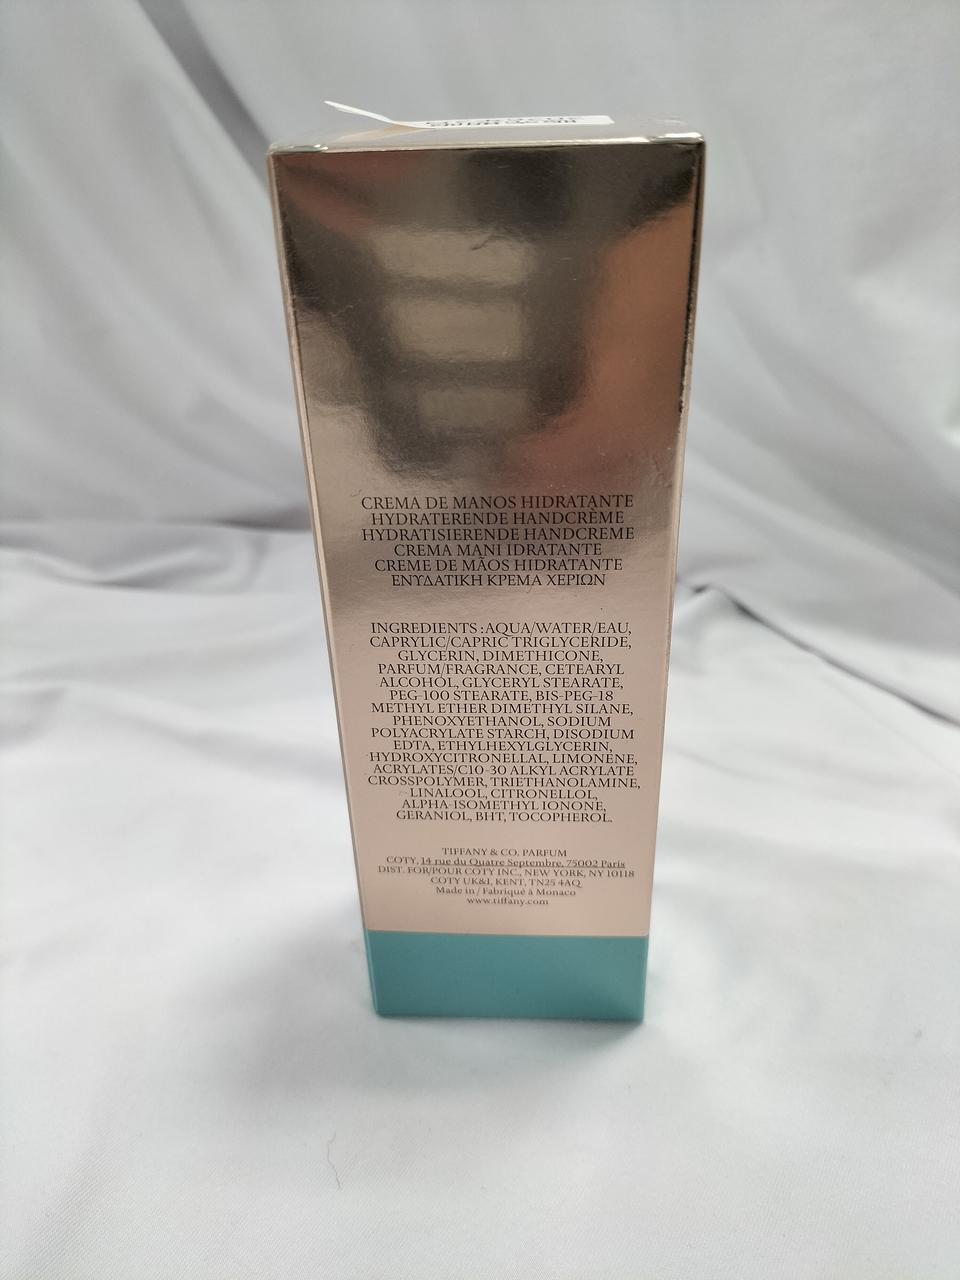 CREMA DE MANOS HIDRATANTE
HYDRATERENDE HANDCRÈME
HYDRATISIERENDE HANDCREME
CREMA MANI IDRATANTE
CREME DE MÃOS HIDRATANTE
ΕΝΥΔΑΤΙΚΗ ΚΡΕΜΑ ΧΕΡΙΩΝ
INGREDIENTS :AQUA/WATER/EAU,
CAPRYLIC/CAPRIC TRIGLYCERIDE,
GLYCERIN, DIMETHICONE,
PARFUM/FRAGRANCE, CETEARYL
ALCOHOL, GLYCERYL STEARATE,
PEG-100 STEARATE, BIS-PEG-18
METHYL ETHER DIMETHYL SILANE,
PHENOXYETHANOL, SODIUM
POLYACRYLATE STARCH, DISODIUM
EDTA, ETHYLHEXYLGLYCERIN,
HYDROXYCITRONELLAL, LIMONENE,
ACRYLATES/C10-30 ALKYL ACRYLATE
CROSSPOLYMER, TRIETHANOLAMINE,
LINALOOL, CITRONELLOL,
ALPHA-ISOMETHYL IONONE,
GERANIOL, BHT, TOCOPHEROL.
TIFFANY & CO. PARFUM
COTY, 14 rue du Quatre Septembre, 75002 Paris
DIST. FOR/POUR COTY INC., NEW YORK, NY 10118
COTY UK&I, KENT, TN25 4AQ
Made in / Fabriqué à Monaco
www.tiffany.com